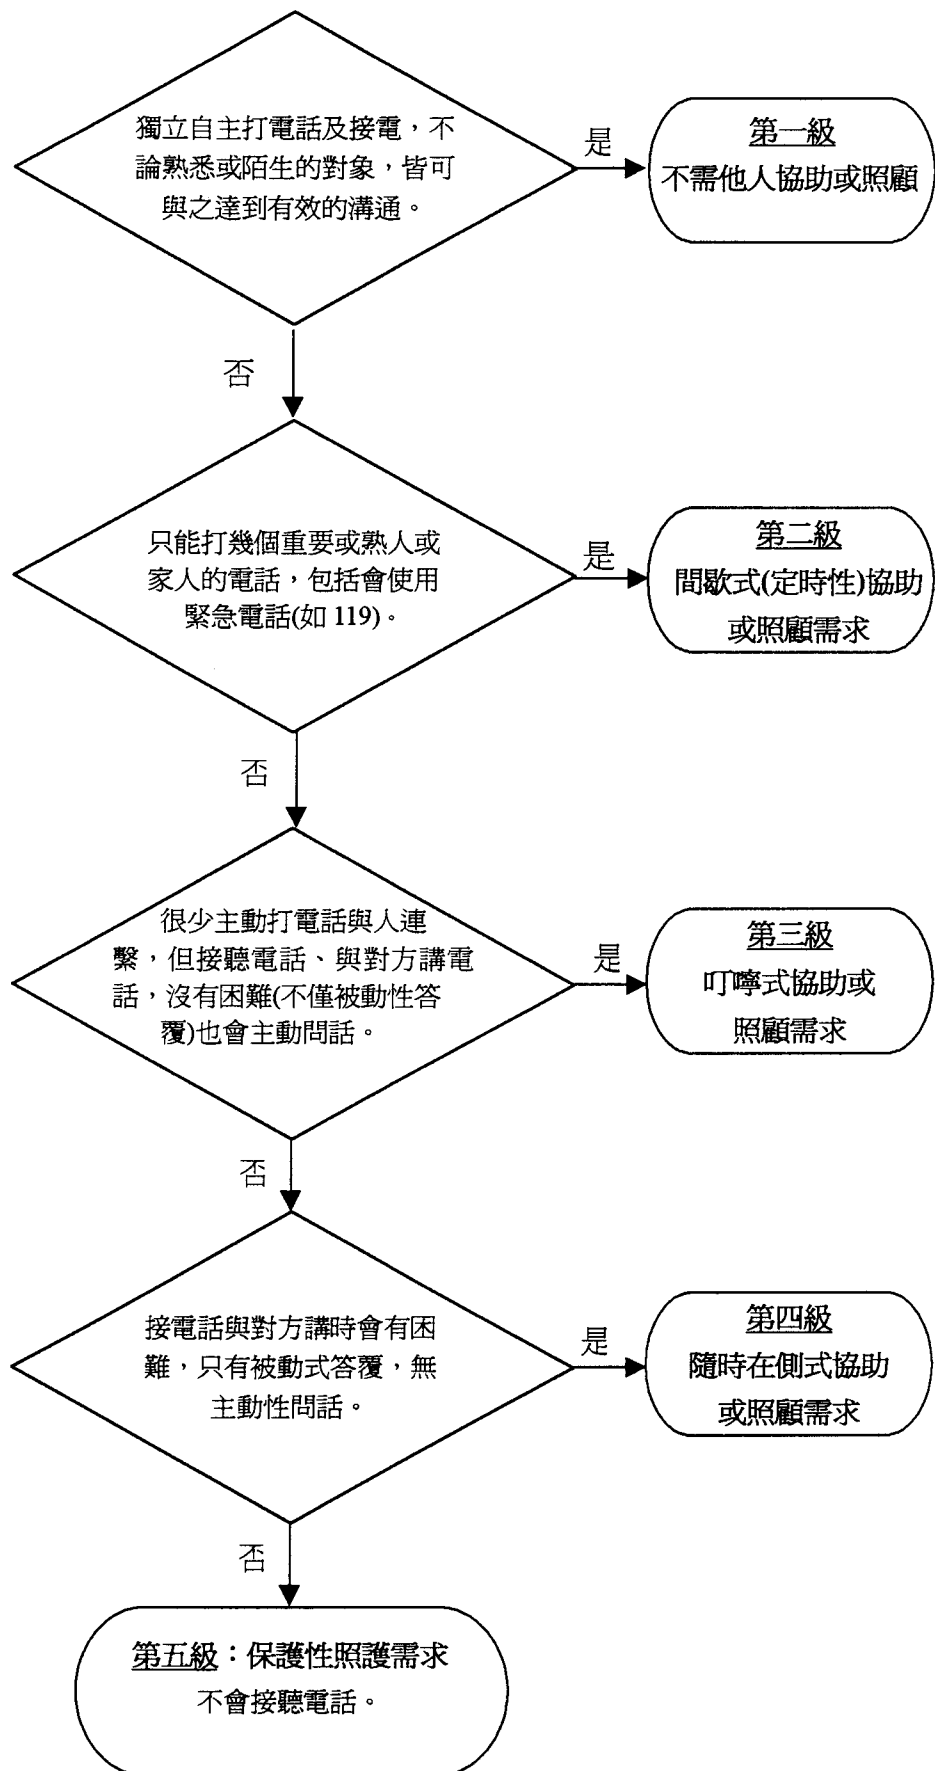 獨立自主打電話及接電，不
論熟悉或陌生的對象，皆可
與之達到有效的溝通。
是
第一級
不需他人協助或照顧
否
只能打幾個重要或熟人或
家人的電話，包括會使用
緊急電話(如 119)。
是
第二級
間歇式(定時性)協助
或照顧需求
否
很少主動打電話與人連
繫，但接聽電話、與對方講電
話，沒有困難(不僅被動性答
覆)也會主動問話。
是
第三級
叮嚀式協助或
照顧需求
否
接電話與對方講時會有困
難，只有被動式答覆，無
主動性問話。
是
第四級
隨時在側式協助
或照顧需求
否
第五級：保護性照護需求
不會接聽電話。